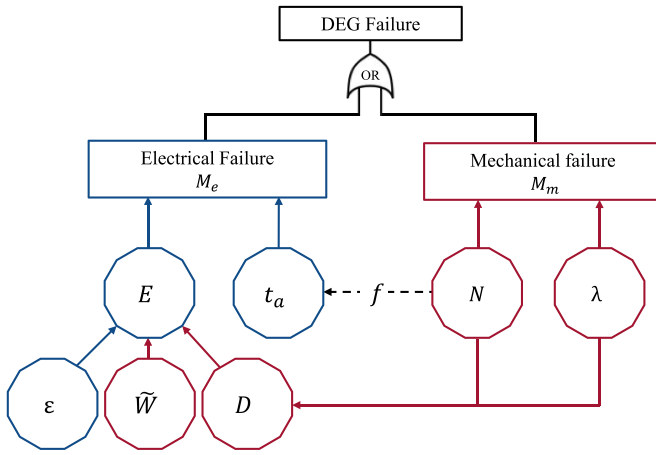 DEG Failure
OR
Electrical Failure
Mₑ
Mechanical failure
Mₘ
E
tₐ
f
N
λ
ε
W̃
D